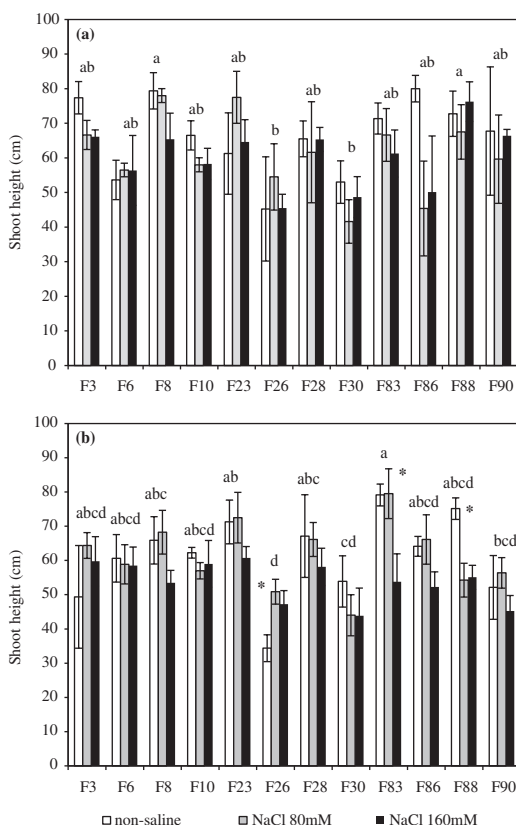 100
(a)
90
a
80
ab
ab
ab
ab
ab
a
ab
ab
70
ab
b
b
60
50
40
30
20
10
0
Shoot height (cm)
F3 F6 F8 F10 F23 F26 F28 F30 F83 F86 F88 F90
100
(b)
90
a
80
abcd abcd abc abcd ab abc * abcd abcd
*
70
cd bcd
60
* d
50
40
30
20
10
0
Shoot height (cm)
F3 F6 F8 F10 F23 F26 F28 F30 F83 F86 F88 F90
non-saline NaCl 80mM NaCl 160mM